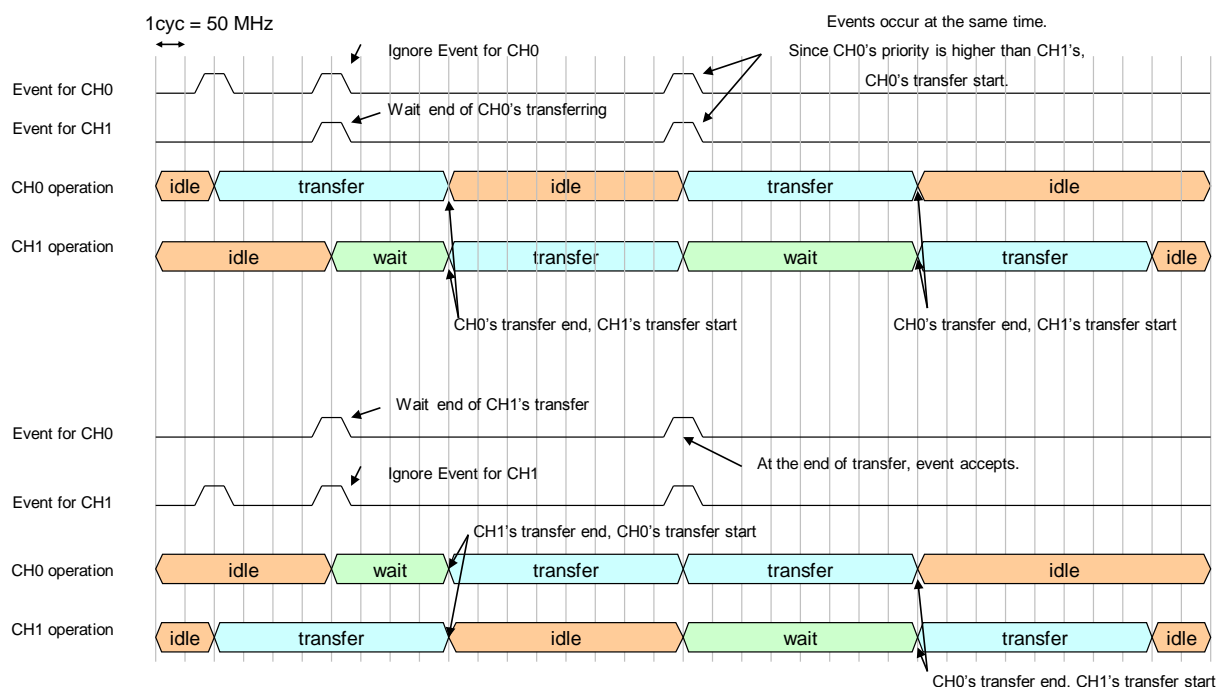 1cyc = 50 MHz
Events occur at the same time.
Ignore Event for CH0
Since CH0's priority is higher than CH1's,
CH0's transfer start.
Event for CH0
Wait end of CH0's transferring
Event for CH1
CH0 operation
idle
transfer
idle
transfer
idle
CH1 operation
idle
wait
transfer
wait
transfer
idle
CH0's transfer end, CH1's transfer start
CH0's transfer end, CH1's transfer start
Wait end of CH1's transfer
Event for CH0
At the end of transfer, event accepts.
Ignore Event for CH1
Event for CH1
CH1's transfer end, CH0's transfer start
CH0 operation
idle
wait
transfer
transfer
idle
CH1 operation
idle
transfer
idle
wait
transfer
idle
CH0's transfer end, CH1's transfer start